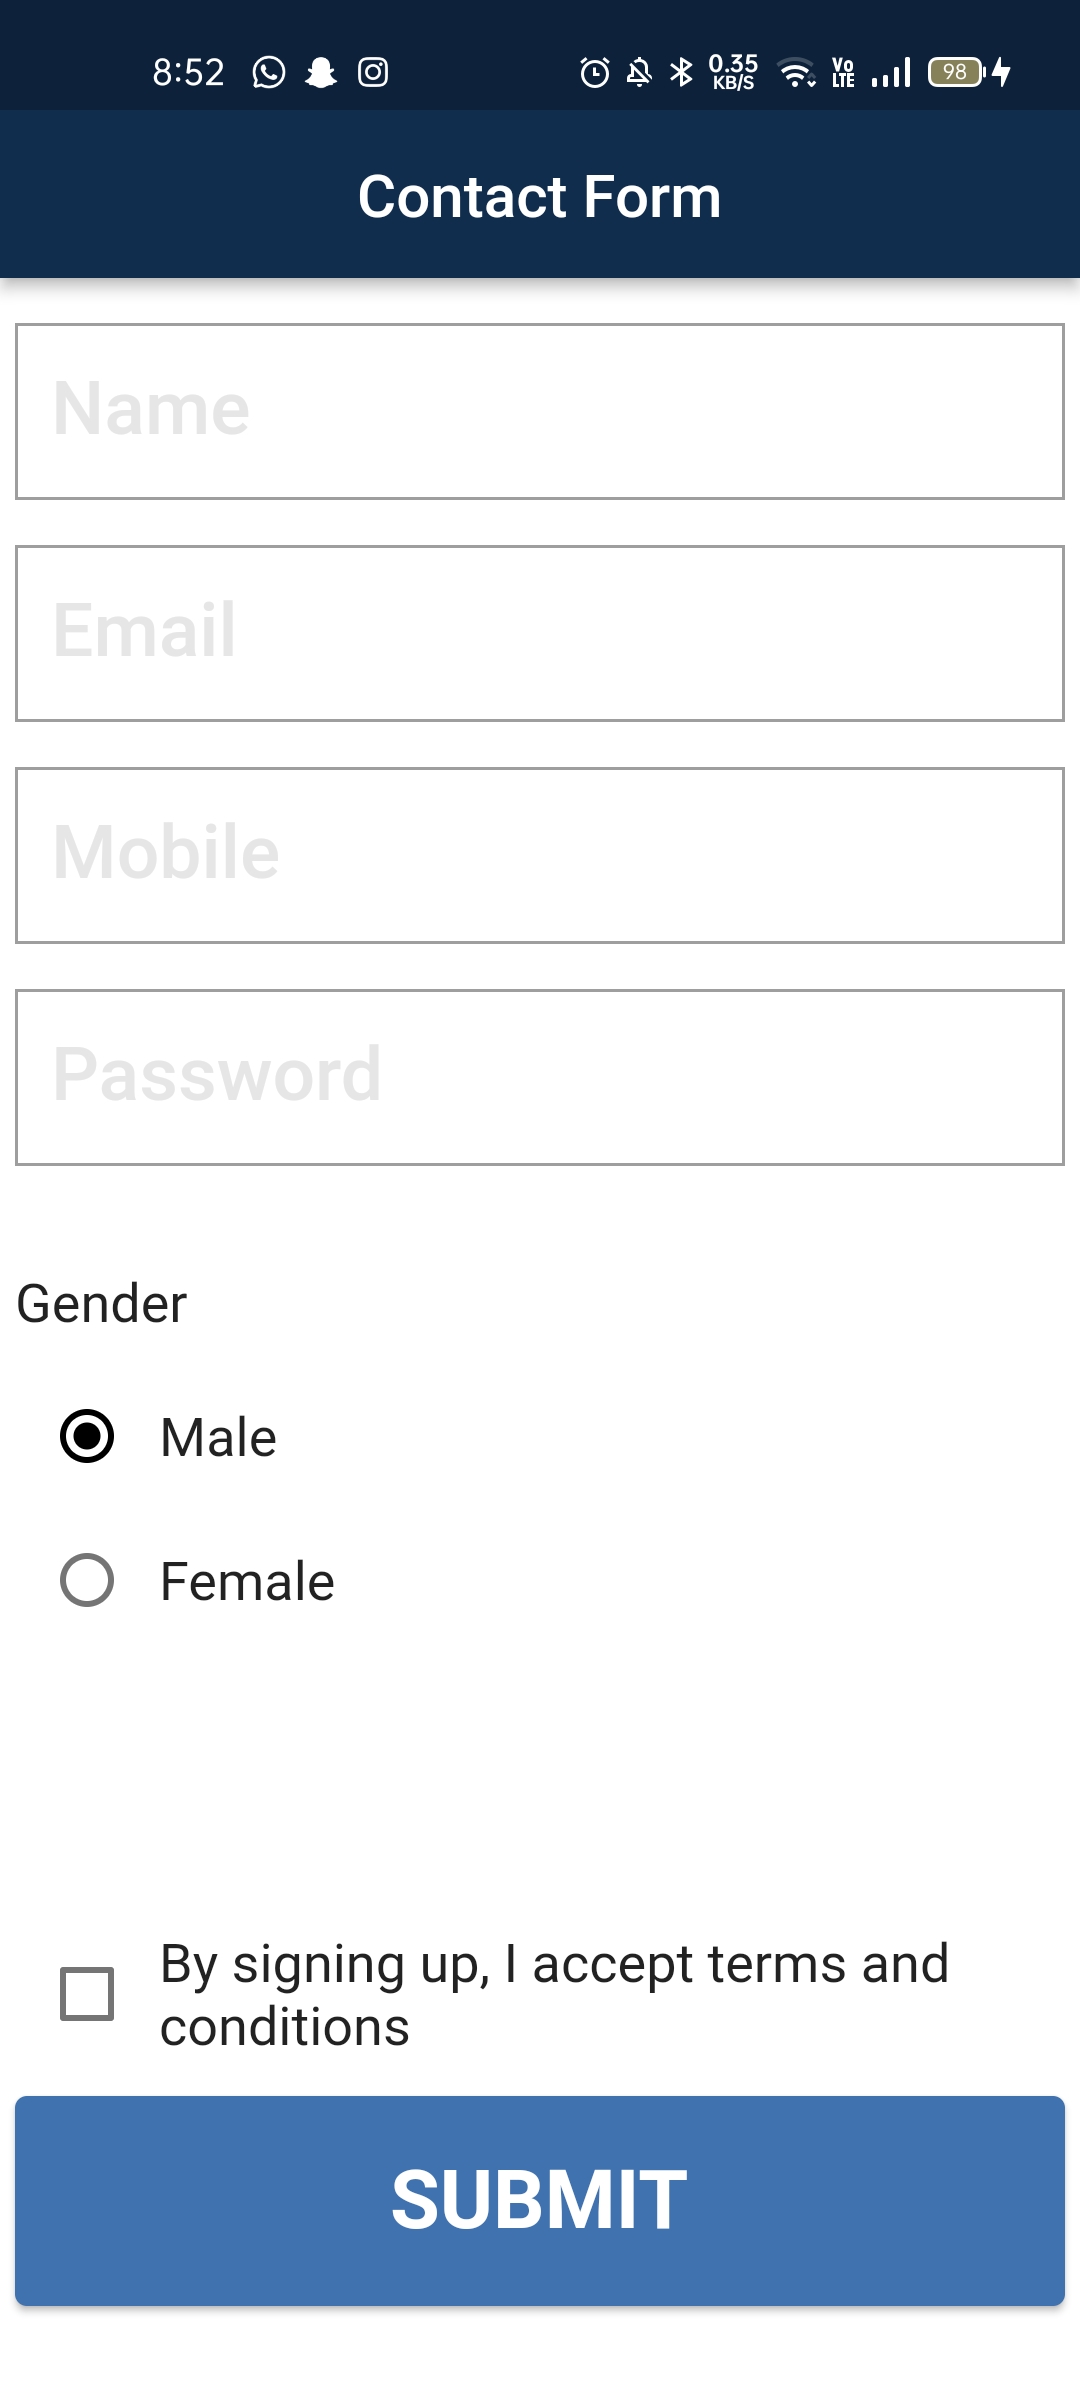 8:52 0.35 KB/S Vo LTE 98
Contact Form
Name
Email
Mobile
Password
Gender
Male
Female
By signing up, I accept terms and
conditions
SUBMIT